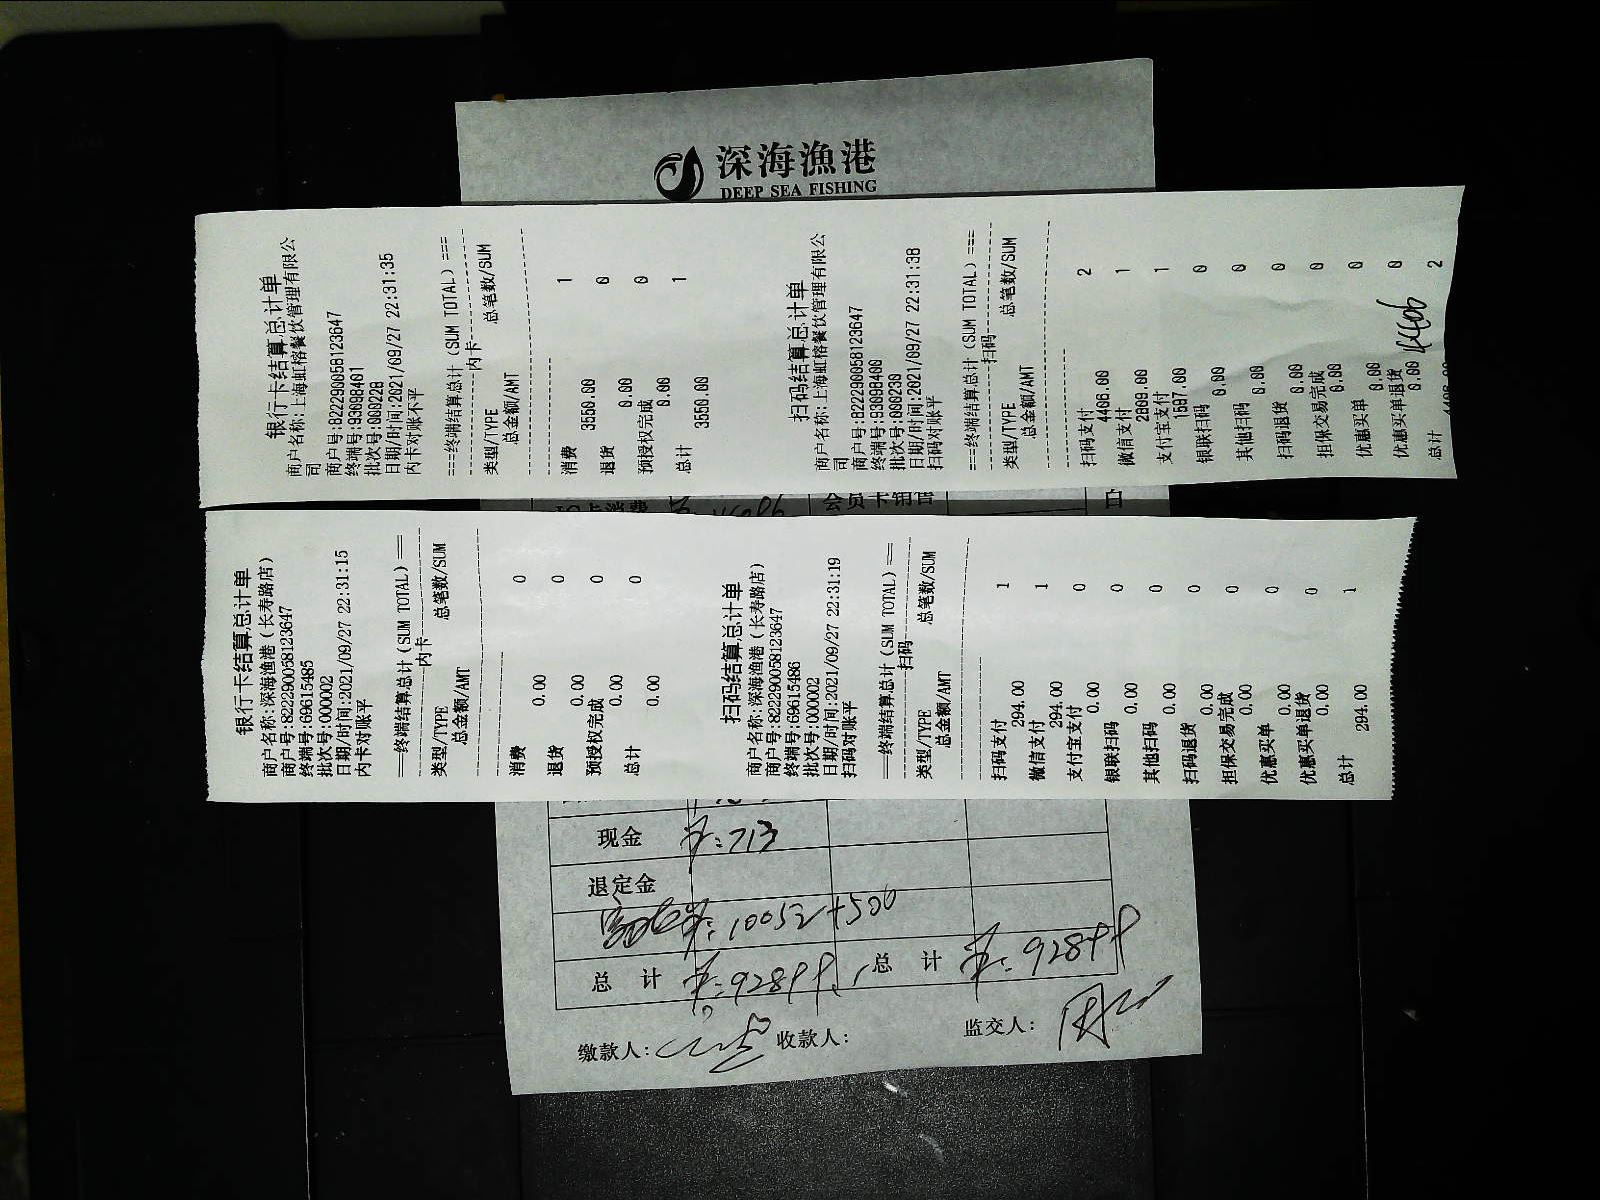 深海漁港
DEEP SEA FISHING
银行卡结算总计单
商户名称:上海虹榕餐饮管理有限公
司
商户号:82229005812​3647
终端号:93098401
批次号:000228
日期/时间:2021/09/27 22:31:35
内卡对账不平
===终端结算总计(SUM TOTAL)===
内卡
类型/TYPE 总笔数/SUM
总金额/AMT
消费 1
3550.00
退货 0
0.00
预授权完成 0
0.00
总计 1
3550.00
扫码结算总计单
商户名称:上海虹榕餐饮管理有限公
司
商户号:822290058123647
终端号:93098400
批次号:000230
日期/时间:2021/09/27 22:31:38
扫码对账平
===终端结算总计(SUM TOTAL)===
扫码
类型/TYPE 总笔数/SUM
总金额/AMT
扫码支付 2
4406.00
微信支付 1
2809.00
支付宝支付 1
1597.00
银联扫码 0
0.00
其他扫码 0
0.00
扫码退货 0
0.00
担保交易完成 0
0.00
优惠买单 0
0.00
优惠买单退货 0
0.00
4406
总计 2
银行卡结算总计单
商户名称:深海渔港(长寿路店)
商户号:822290058123647
终端号:69615485
批次号:000002
日期/时间:2021/09/27 22:31:15
内卡对账平
===终端结算总计(SUM TOTAL)===
内卡
类型/TYPE 总笔数/SUM
总金额/AMT
消费 0
0.00
退货 0
0.00
预授权完成 0
0.00
总计 0
0.00
扫码结算总计单
商户名称:深海渔港(长寿路店)
商户号:822290058123647
终端号:69615486
批次号:000002
日期/时间:2021/09/27 22:31:19
扫码对账平
===终端结算总计(SUM TOTAL)===
扫码
类型/TYPE 总笔数/SUM
总金额/AMT
扫码支付 1
294.00
微信支付 1
294.00
支付宝支付 0
0.00
银联扫码 0
0.00
其他扫码 0
0.00
扫码退货 0
0.00
担保交易完成 0
0.00
优惠买单 0
0.00
优惠买单退货 0
0.00
总计 1
294.00
现金 ¥:713
退定金
¥:10052+500
总计 ¥:9289 总计 ¥:9289
缴款人: 收款人: 监交人: